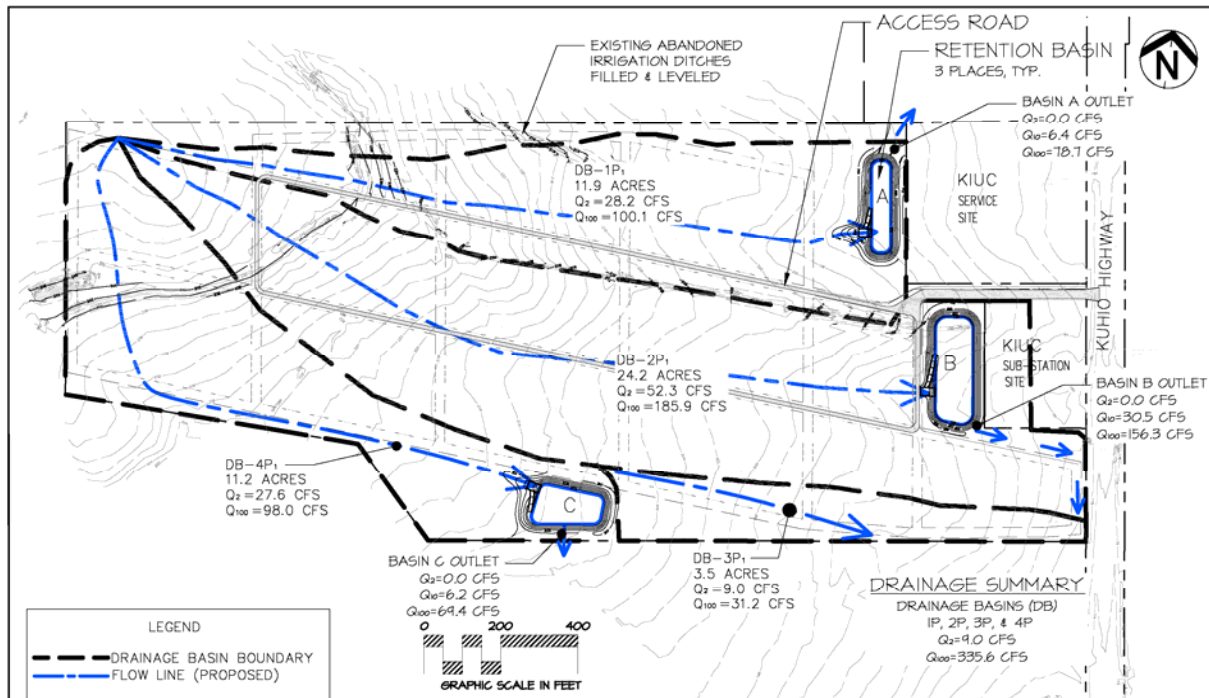 ACCESS ROAD
EXISTING ABANDONED
IRRIGATION DITCHES
FILLED & LEVELED
RETENTION BASIN
3 PLACES, TYP.
N
BASIN A OUTLET
Q2=0.0 CFS
Q10=6.4 CFS
Q100=78.7 CFS
DB-1P1
11.9 ACRES
Q2 =28.2 CFS
Q100 =100.1 CFS
A
KIUC
SERVICE
SITE
KUHIO HIGHWAY
DB-2P1
24.2 ACRES
Q2 =52.3 CFS
Q100 =185.9 CFS
B
KIUC
SUB-STATION
SITE
BASIN B OUTLET
Q2=0.0 CFS
Q10=30.5 CFS
Q100=156.3 CFS
DB-4P1
11.2 ACRES
Q2 =27.6 CFS
Q100 =98.0 CFS
C
BASIN C OUTLET
Q2=0.0 CFS
Q10=6.2 CFS
Q100=69.4 CFS
DB-3P1
3.5 ACRES
Q2 =9.0 CFS
Q100 =31.2 CFS
DRAINAGE SUMMARY
DRAINAGE BASINS (DB)
1P, 2P, 3P, & 4P
Q2=9.0 CFS
Q100=335.6 CFS
LEGEND
DRAINAGE BASIN BOUNDARY
FLOW LINE (PROPOSED)
0 200 400
GRAPHIC SCALE IN FEET